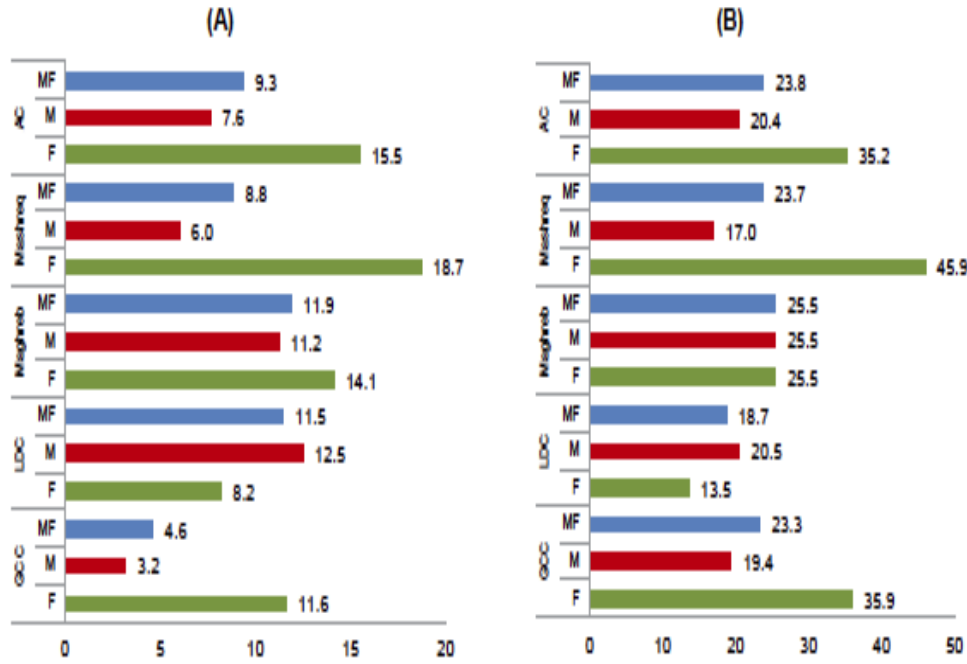 (A)
AC
MF 9.3
M 7.6
F 15.5
Mashreq
MF 8.8
M 6.0
F 18.7
Maghreb
MF 11.9
M 11.2
F 14.1
LDC
MF 11.5
M 12.5
F 8.2
GCC
MF 4.6
M 3.2
F 11.6
0 5 10 15 20
(B)
AC
MF 23.8
M 20.4
F 35.2
Mashreq
MF 23.7
M 17.0
F 45.9
Maghreb
MF 25.5
M 25.5
F 25.5
LDC
MF 18.7
M 20.5
F 13.5
GCC
MF 23.3
M 19.4
F 35.9
0 10 20 30 40 50